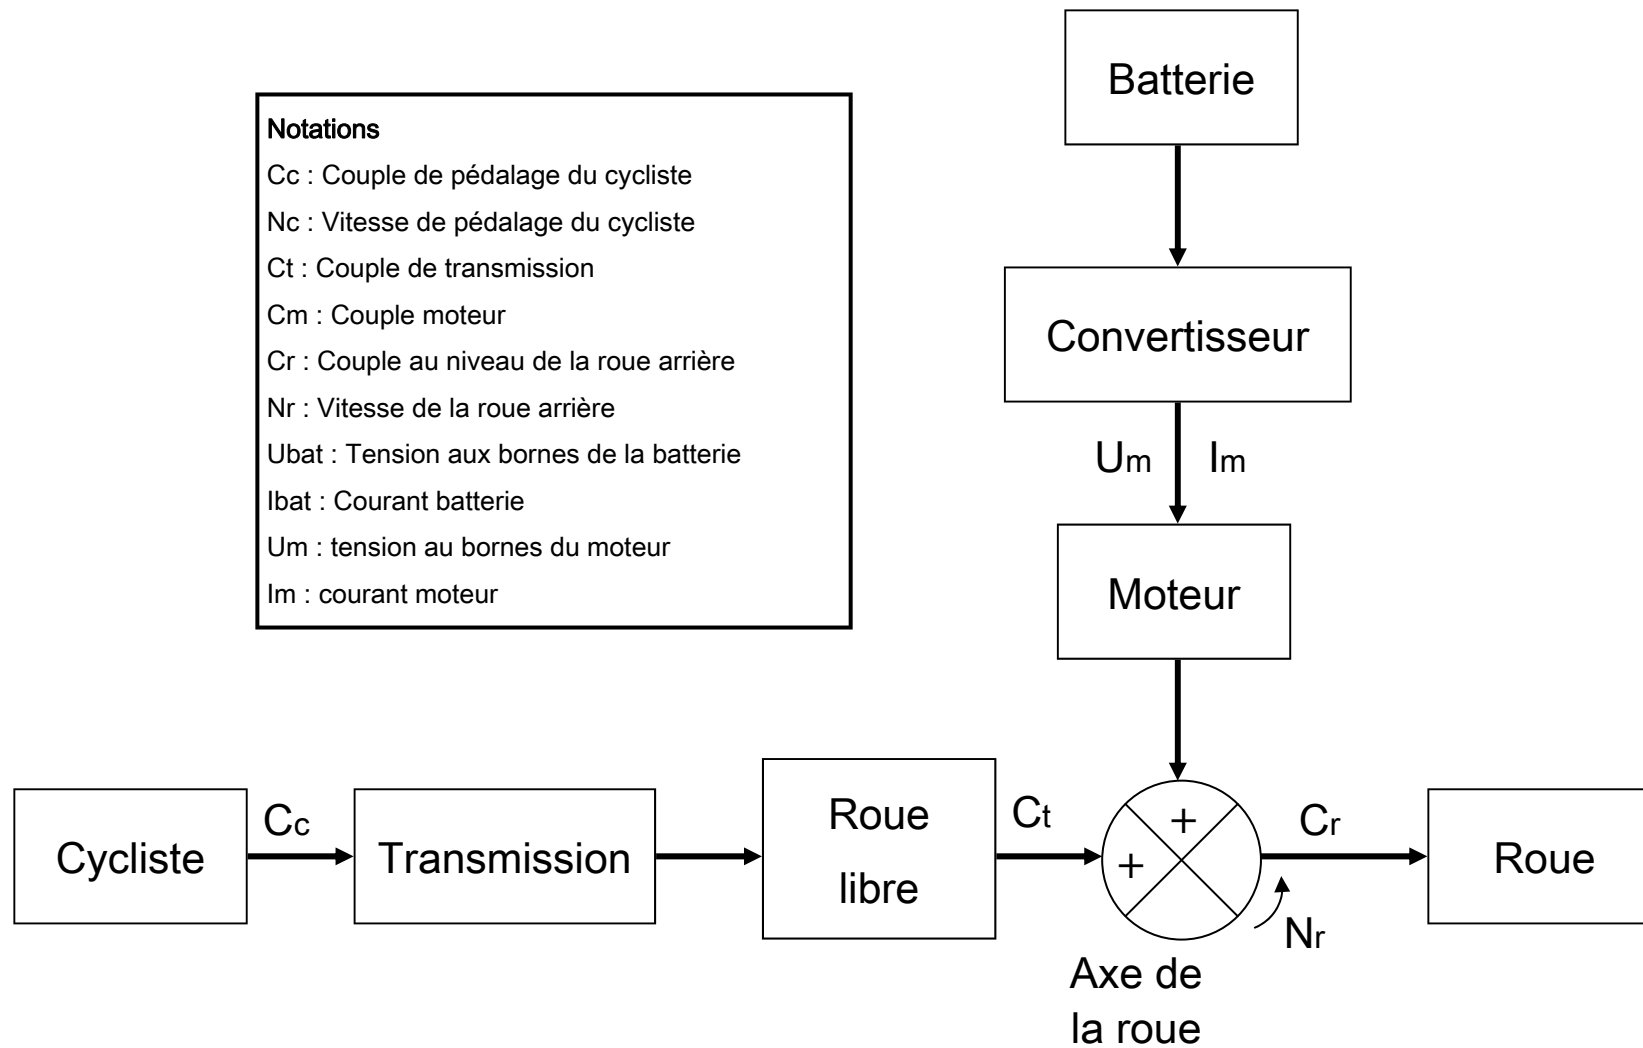 Batterie
Notations
Cc : Couple de pédalage du cycliste
Nc : Vitesse de pédalage du cycliste
Ct : Couple de transmission
Cm : Couple moteur
Cr : Couple au niveau de la roue arrière
Nr : Vitesse de la roue arrière
Ubat : Tension aux bornes de la batterie
Ibat : Courant batterie
Um : tension au bornes du moteur
Im : courant moteur
Convertisseur
Um Im
Moteur
Cycliste
Cc
Transmission
Roue
libre
Ct
+
+
Cr
Nr
Roue
Axe de
la roue